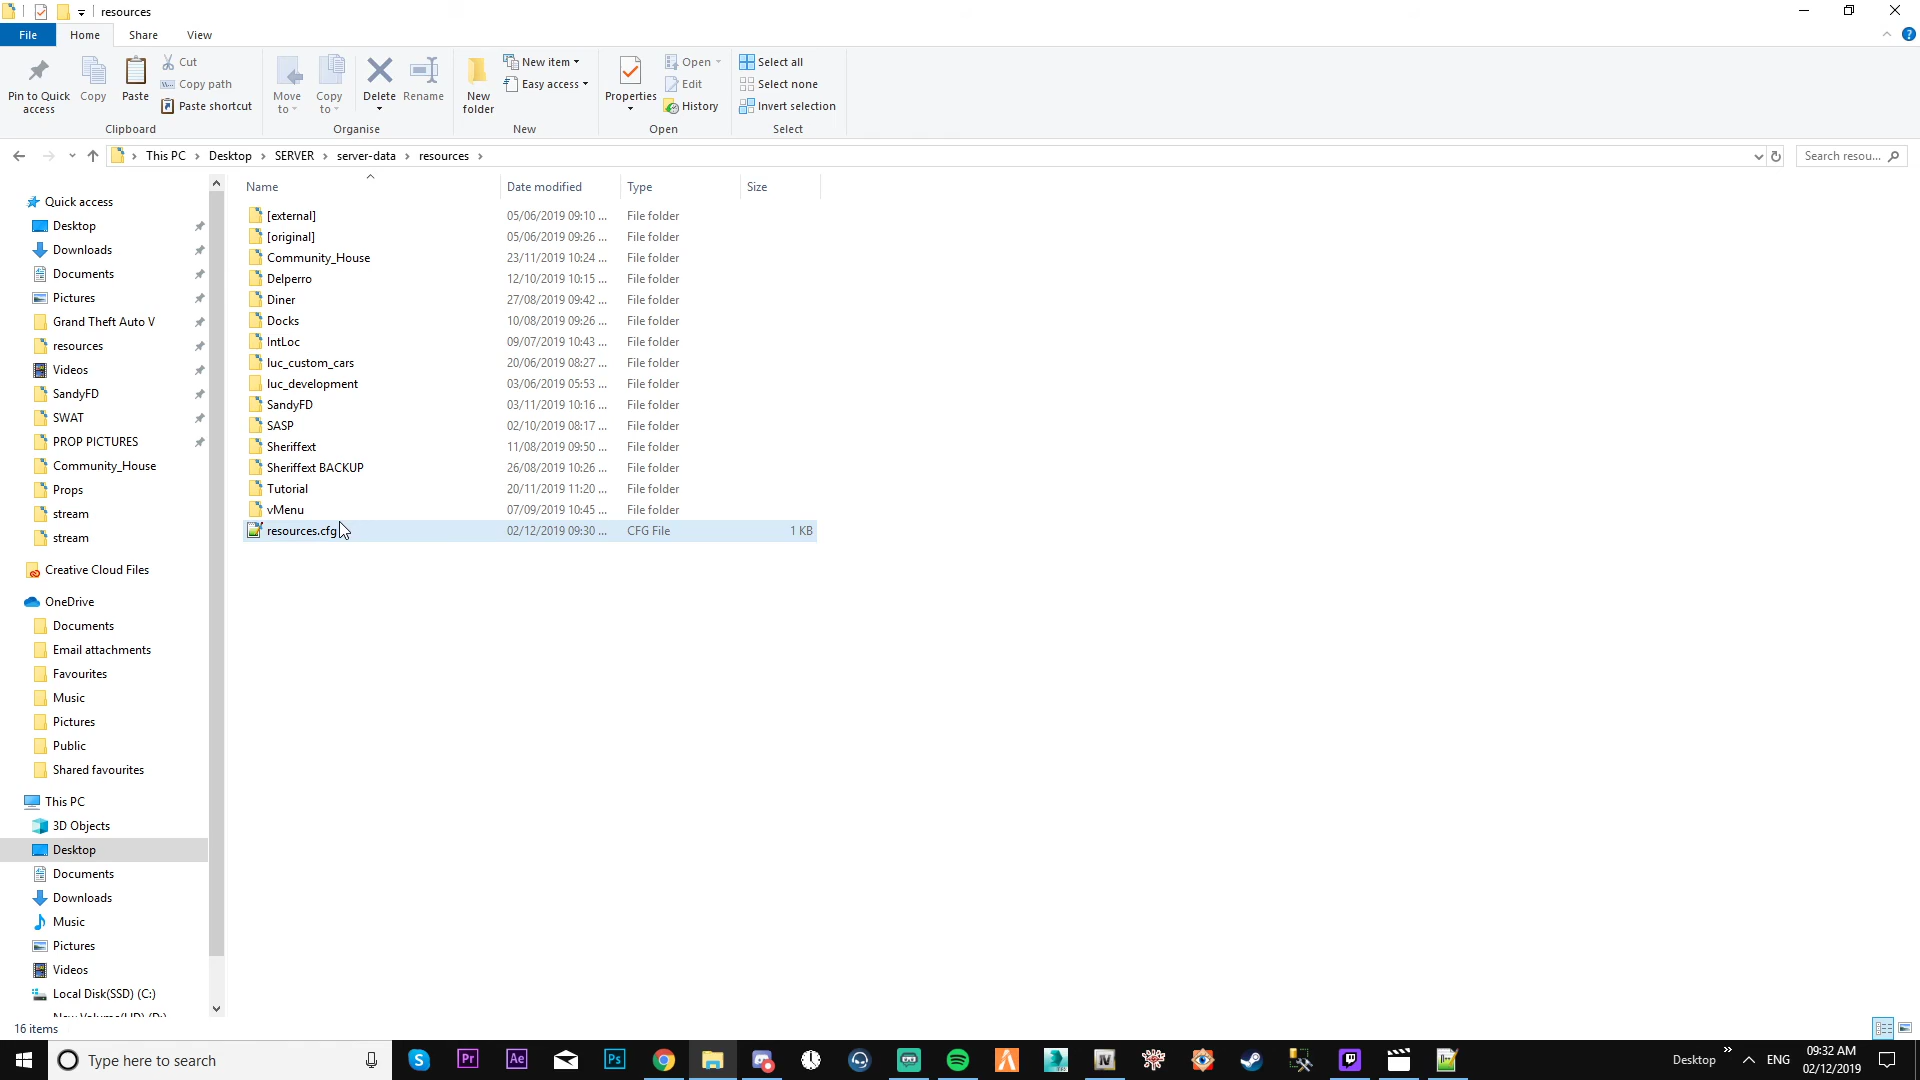 resources
File Home Share View
Pin to Quick access
Copy
Paste
Cut
Copy path
Paste shortcut
Clipboard
Move to
Copy to
Delete
Rename
Organise
New folder
New item
Easy access
New
Properties
Open
Edit
History
Open
Select all
Select none
Invert selection
Select
This PC > Desktop > SERVER > server-data > resources >
Search resou...
Quick access
Desktop
Downloads
Documents
Pictures
Grand Theft Auto V
resources
Videos
SandyFD
SWAT
PROP PICTURES
Community_House
Props
stream
stream
Creative Cloud Files
OneDrive
Documents
Email attachments
Favourites
Music
Pictures
Public
Shared favourites
This PC
3D Objects
Desktop
Documents
Downloads
Music
Pictures
Videos
Local Disk(SSD) (C:)
Name Date modified Type Size
[external] 05/06/2019 09:10 ... File folder
[original] 05/06/2019 09:26 ... File folder
Community_House 23/11/2019 10:24 ... File folder
Delperro 12/10/2019 10:15 ... File folder
Diner 27/08/2019 09:42 ... File folder
Docks 10/08/2019 09:26 ... File folder
IntLoc 09/07/2019 10:43 ... File folder
luc_custom_cars 20/06/2019 08:27 ... File folder
luc_development 03/06/2019 05:53 ... File folder
SandyFD 03/11/2019 10:16 ... File folder
SASP 02/10/2019 08:17 ... File folder
Sheriffext 11/08/2019 09:50 ... File folder
Sheriffext BACKUP 26/08/2019 10:26 ... File folder
Tutorial 20/11/2019 11:20 ... File folder
vMenu 07/09/2019 10:45 ... File folder
resources.cfg 02/12/2019 09:30 ... CFG File 1 KB
16 items
Type here to search
Pr
Ae
Ps
IV
Desktop
ENG
09:32 AM
02/12/2019